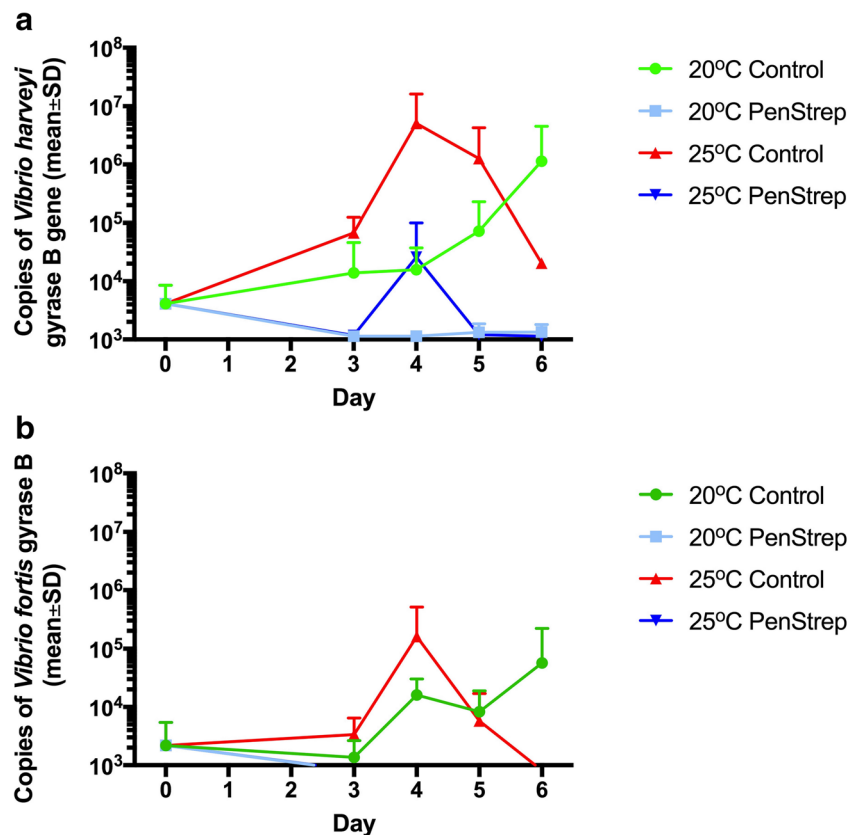 a
Copies of Vibrio harveyi
gyrase B gene (mean±SD)
10⁸
10⁷
10⁶
10⁵
10⁴
10³
0 1 2 3 4 5 6
Day
20ºC Control
20ºC PenStrep
25ºC Control
25ºC PenStrep
b
Copies of Vibrio fortis gyrase B
(mean±SD)
10⁸
10⁷
10⁶
10⁵
10⁴
10³
0 1 2 3 4 5 6
Day
20ºC Control
20ºC PenStrep
25ºC Control
25ºC PenStrep